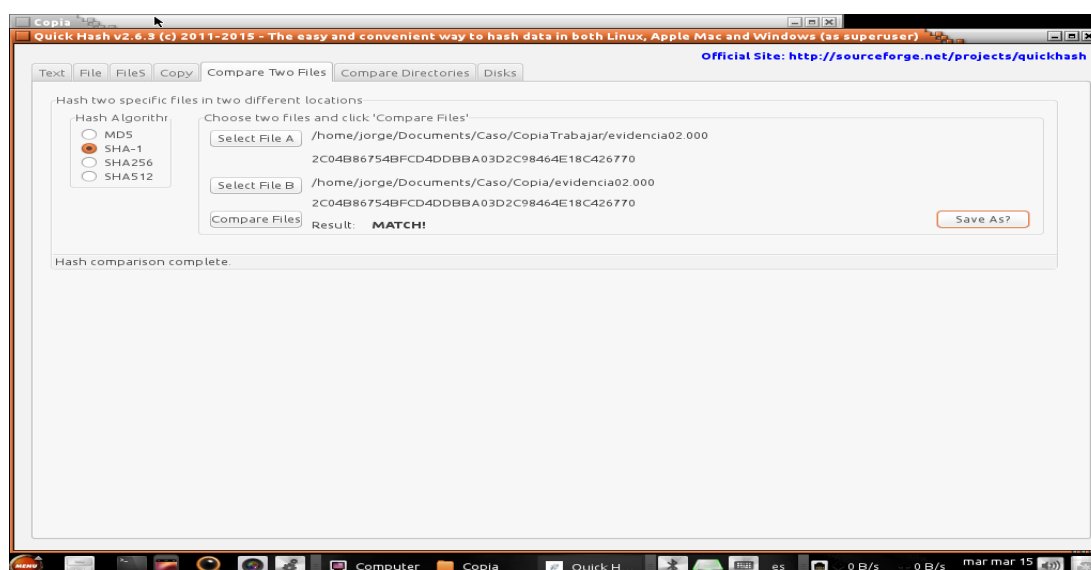 Copia
Quick Hash v2.6.3 (c) 2011-2015 - The easy and convenient way to hash data in both Linux, Apple Mac and Windows (as superuser)
Official Site: http://sourceforge.net/projects/quickhash
Text File FileS Copy Compare Two Files Compare Directories Disks
Hash two specific files in two different locations
Hash Algorithr Choose two files and click 'Compare Files'
MD5
SHA-1
SHA256
SHA512
Select File A /home/jorge/Documents/Caso/CopiaTrabajar/evidencia02.000
2C04B86754BFCD4DDBBA03D2C98464E18C426770
Select File B /home/jorge/Documents/Caso/Copia/evidencia02.000
2C04B86754BFCD4DDBBA03D2C98464E18C426770
Compare Files Result: MATCH! Save As?
Hash comparison complete.
MENU Computer Copia Quick H es 0 B/s 0 B/s mar mar 15